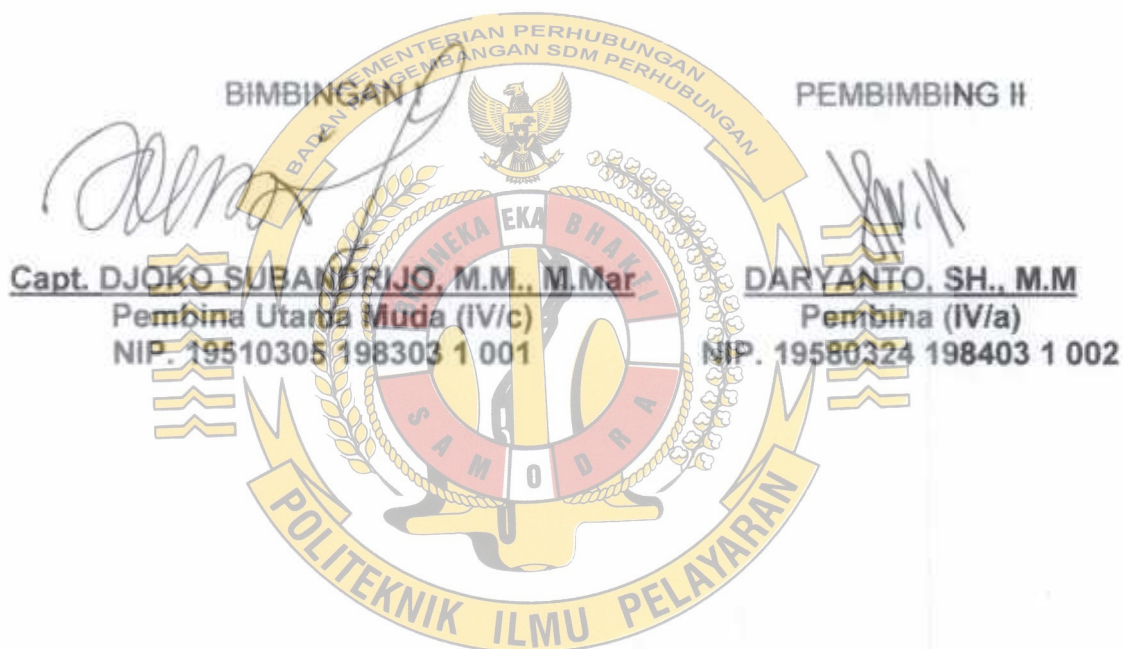 BADAN PENGEMBANGAN SDM PERHUBUNGAN
BIMBINGAN I
PEMBIMBING II
BHINNEKA EKA BHAKTI
SAMODRA
Capt. DJOKO SUBANDRIJO, M.M., M.Mar
Pembina Utama Muda (IV/c)
NIP. 19510305 198303 1 001
DARYANTO, SH., M.M
Pembina (IV/a)
NIP. 19580324 198403 1 002
KEMENTERIAN PERHUBUNGAN
POLITEKNIK ILMU PELAYARAN